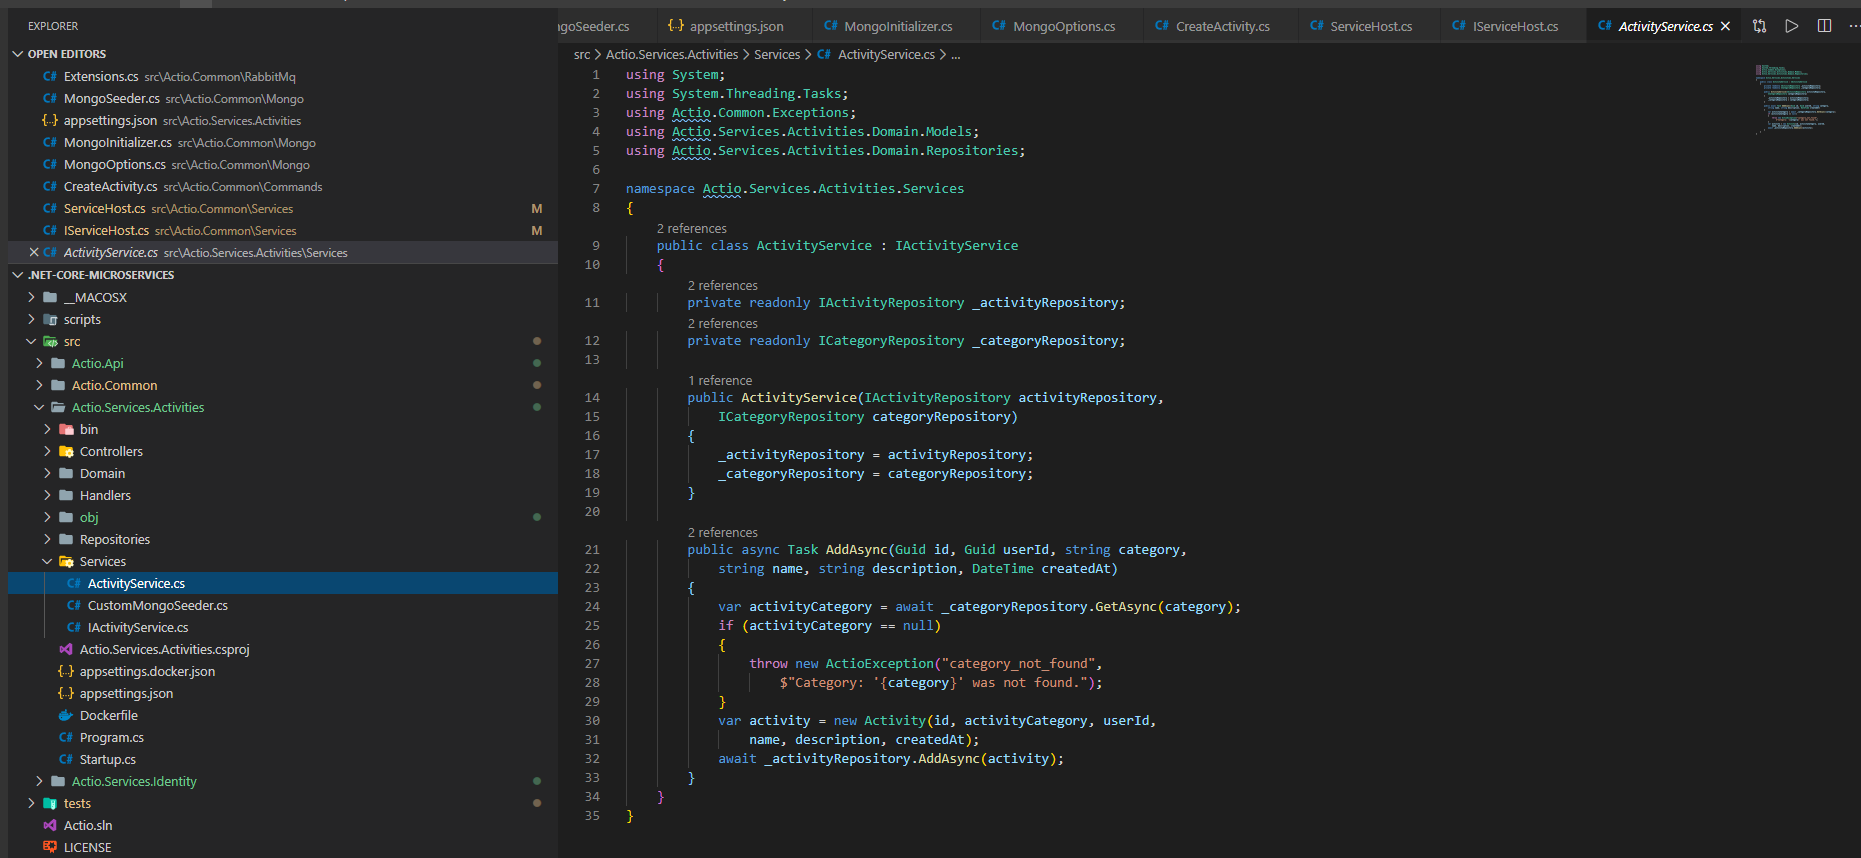 EXPLORER
OPEN EDITORS
C# Extensions.cs src\Actio.Common\RabbitMq
C# MongoSeeder.cs src\Actio.Common\Mongo
{..} appsettings.json src\Actio.Services.Activities
C# MongoInitializer.cs src\Actio.Common\Mongo
C# MongoOptions.cs src\Actio.Common\Mongo
C# CreateActivity.cs src\Actio.Common\Commands
C# ServiceHost.cs src\Actio.Common\Services M
C# IServiceHost.cs src\Actio.Common\Services M
C# ActivityService.cs src\Actio.Services.Activities\Services
.NET-CORE-MICROSERVICES
__MACOSX
scripts
src
Actio.Api
Actio.Common
Actio.Services.Activities
bin
Controllers
Domain
Handlers
obj
Repositories
Services
C# ActivityService.cs
C# CustomMongoSeeder.cs
C# IActivityService.cs
Actio.Services.Activities.csproj
{..} appsettings.docker.json
{..} appsettings.json
Dockerfile
C# Program.cs
C# Startup.cs
Actio.Services.Identity
tests
Actio.sln
LICENSE
ngoSeeder.cs {..} appsettings.json C# MongoInitializer.cs C# MongoOptions.cs C# CreateActivity.cs C# ServiceHost.cs C# IServiceHost.cs C# ActivityService.cs
src > Actio.Services.Activities > Services > C# ActivityService.cs > ...
1 using System;
2 using System.Threading.Tasks;
3 using Actio.Common.Exceptions;
4 using Actio.Services.Activities.Domain.Models;
5 using Actio.Services.Activities.Domain.Repositories;
6
7 namespace Actio.Services.Activities.Services
8 {
2 references
9 public class ActivityService : IActivityService
10 {
2 references
11 private readonly IActivityRepository _activityRepository;
2 references
12 private readonly ICategoryRepository _categoryRepository;
13
1 reference
14 public ActivityService(IActivityRepository activityRepository,
15 ICategoryRepository categoryRepository)
16 {
17 _activityRepository = activityRepository;
18 _categoryRepository = categoryRepository;
19 }
20
2 references
21 public async Task AddAsync(Guid id, Guid userId, string category,
22 string name, string description, DateTime createdAt)
23 {
24 var activityCategory = await _categoryRepository.GetAsync(category);
25 if (activityCategory == null)
26 {
27 throw new ActioException("category_not_found",
28 $"Category: '{category}' was not found.");
29 }
30 var activity = new Activity(id, activityCategory, userId,
31 name, description, createdAt);
32 await _activityRepository.AddAsync(activity);
33 }
34 }
35 }